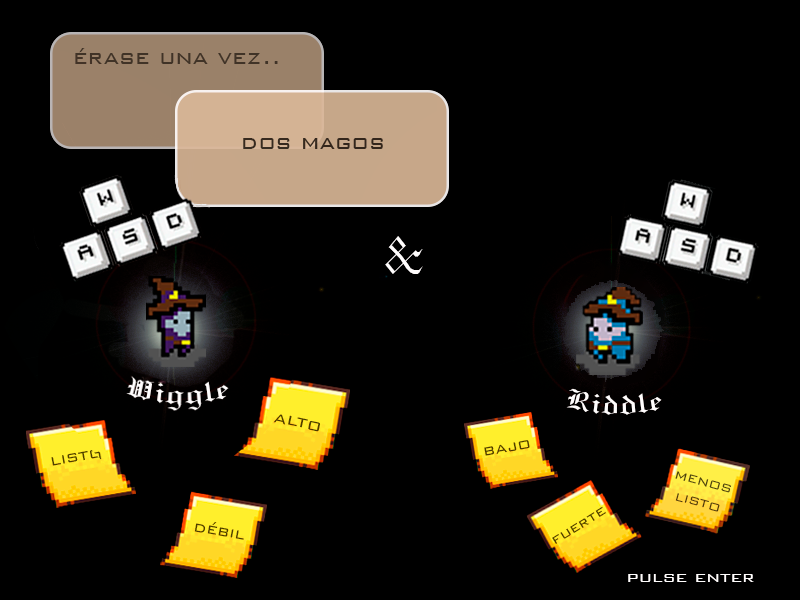 ÉRASE UNA VEZ..
DOS MAGOS
W
A S D
W
A S D
&
Wiggle
Riddle
LISTO
ALTO
DÉBIL
BAJO
FUERTE
MENOS
LISTO
PULSE ENTER